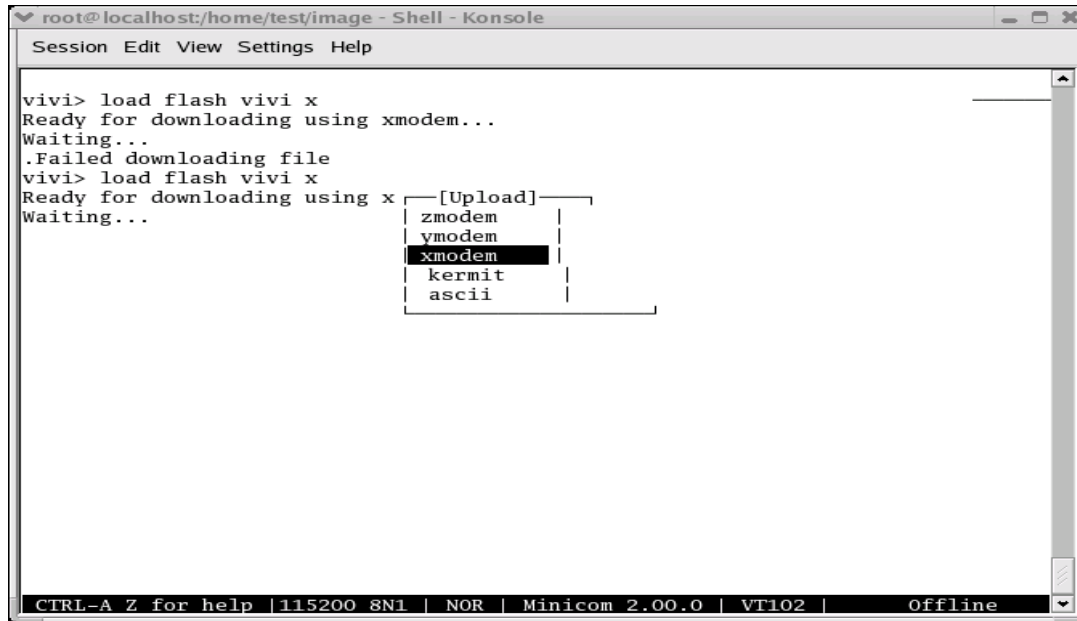 root@localhost:/home/test/image - Shell - Konsole
Session Edit View Settings Help
vivi> load flash vivi x
Ready for downloading using xmodem...
Waiting...
.Failed downloading file
vivi> load flash vivi x
Ready for downloading using x
Waiting...
[Upload]
zmodem
ymodem
xmodem
kermit
ascii
CTRL-A Z for help |115200 8N1 | NOR | Minicom 2.00.0 | VT102 | Offline